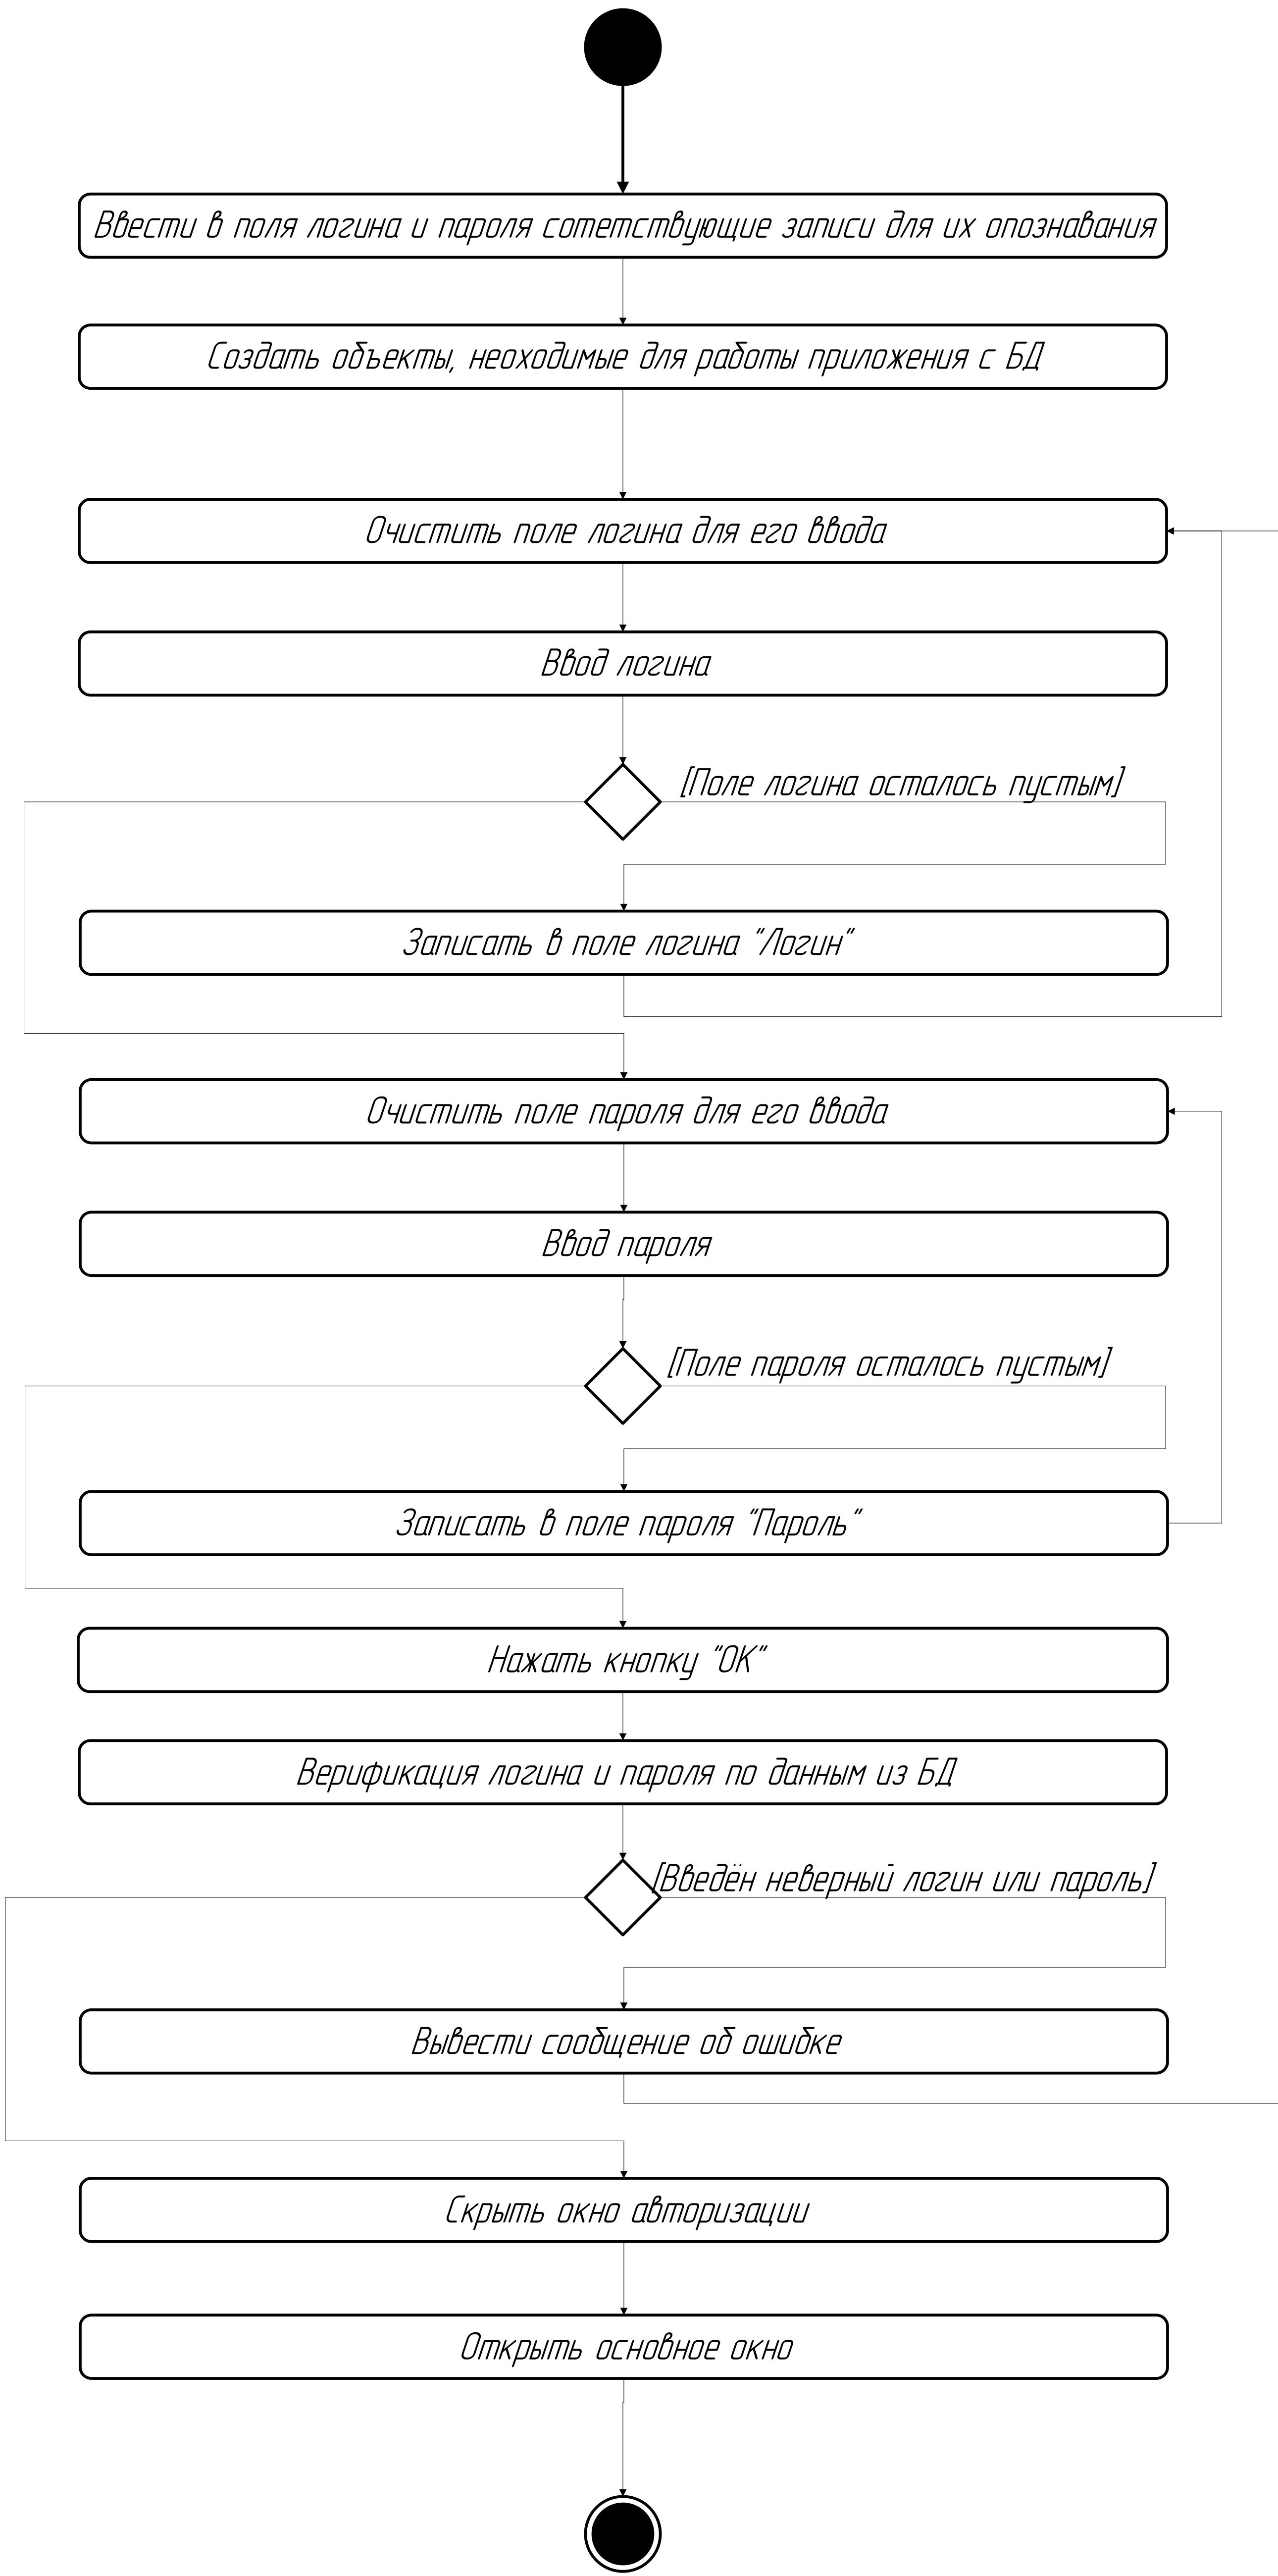 Ввести в поля логина и пароля сотетствующие записи для их опознавания
Создать объекты, неоходимые для работы приложения с БД
Очистить поле логина для его ввода
Ввод логина
[Поле логина осталось пустым]
Записать в поле логина "Логин"
Очистить поле пароля для его ввода
Ввод пароля
[Поле пароля осталось пустым]
Записать в поле пароля "Пароль"
Нажать кнопку "ОК"
Верификация логина и пароля по данным из БД
[Введён неверный логин или пароль]
Вывести сообщение об ошибке
Скрыть окно авторизации
Открыть основное окно